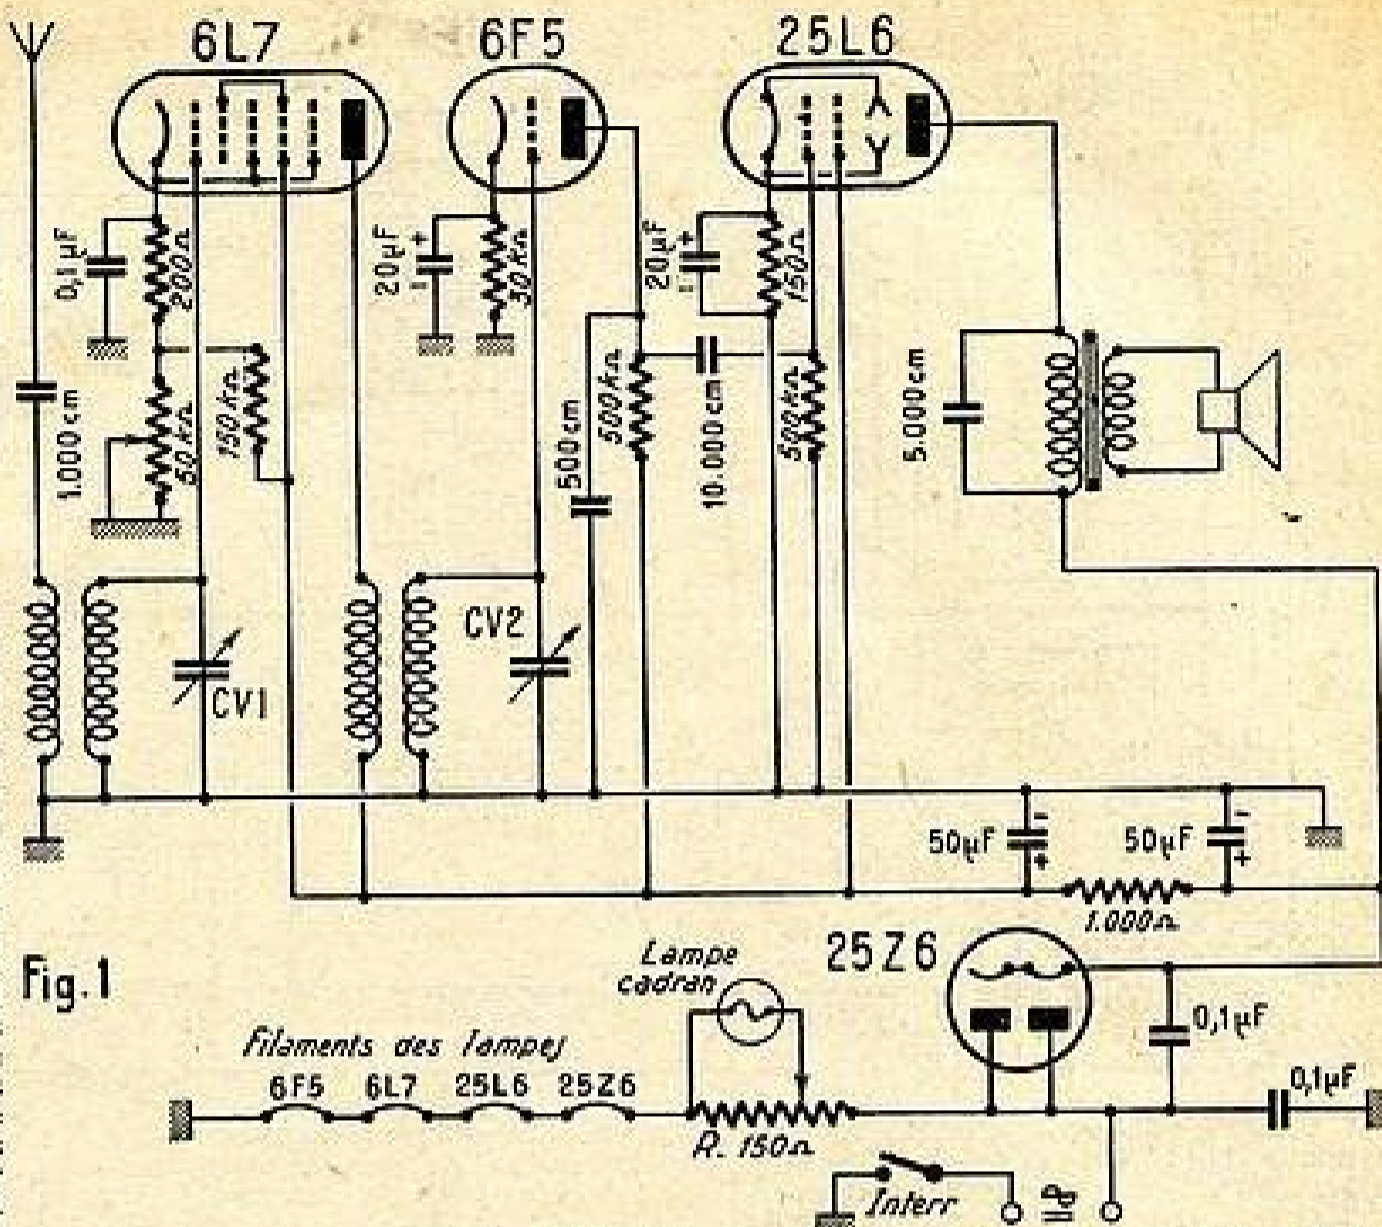 6L7
6F5
25L6
0,1µF
200Ω
20µF
+
30kΩ
20µF
+
150Ω
1.000cm
50kΩ
150kΩ
500cm
500kΩ
10.000cm
500kΩ
5.000cm
CV1
CV2
50µF
-
+
50µF
-
+
1.000Ω
Fig.1
Lampe
cadran
25Z6
0,1µF
0,1µF
Filaments des lampes
6F5
6L7
25L6
25Z6
R. 150Ω
Interr